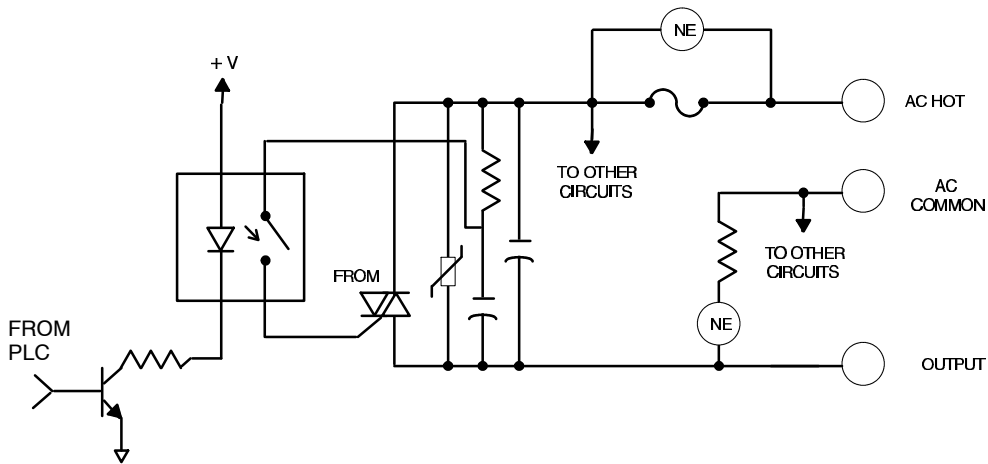 NE
+ V
AC HOT
TO OTHER
CIRCUITS
AC
COMMON
TO OTHER
CIRCUITS
FROM
NE
FROM
PLC
OUTPUT